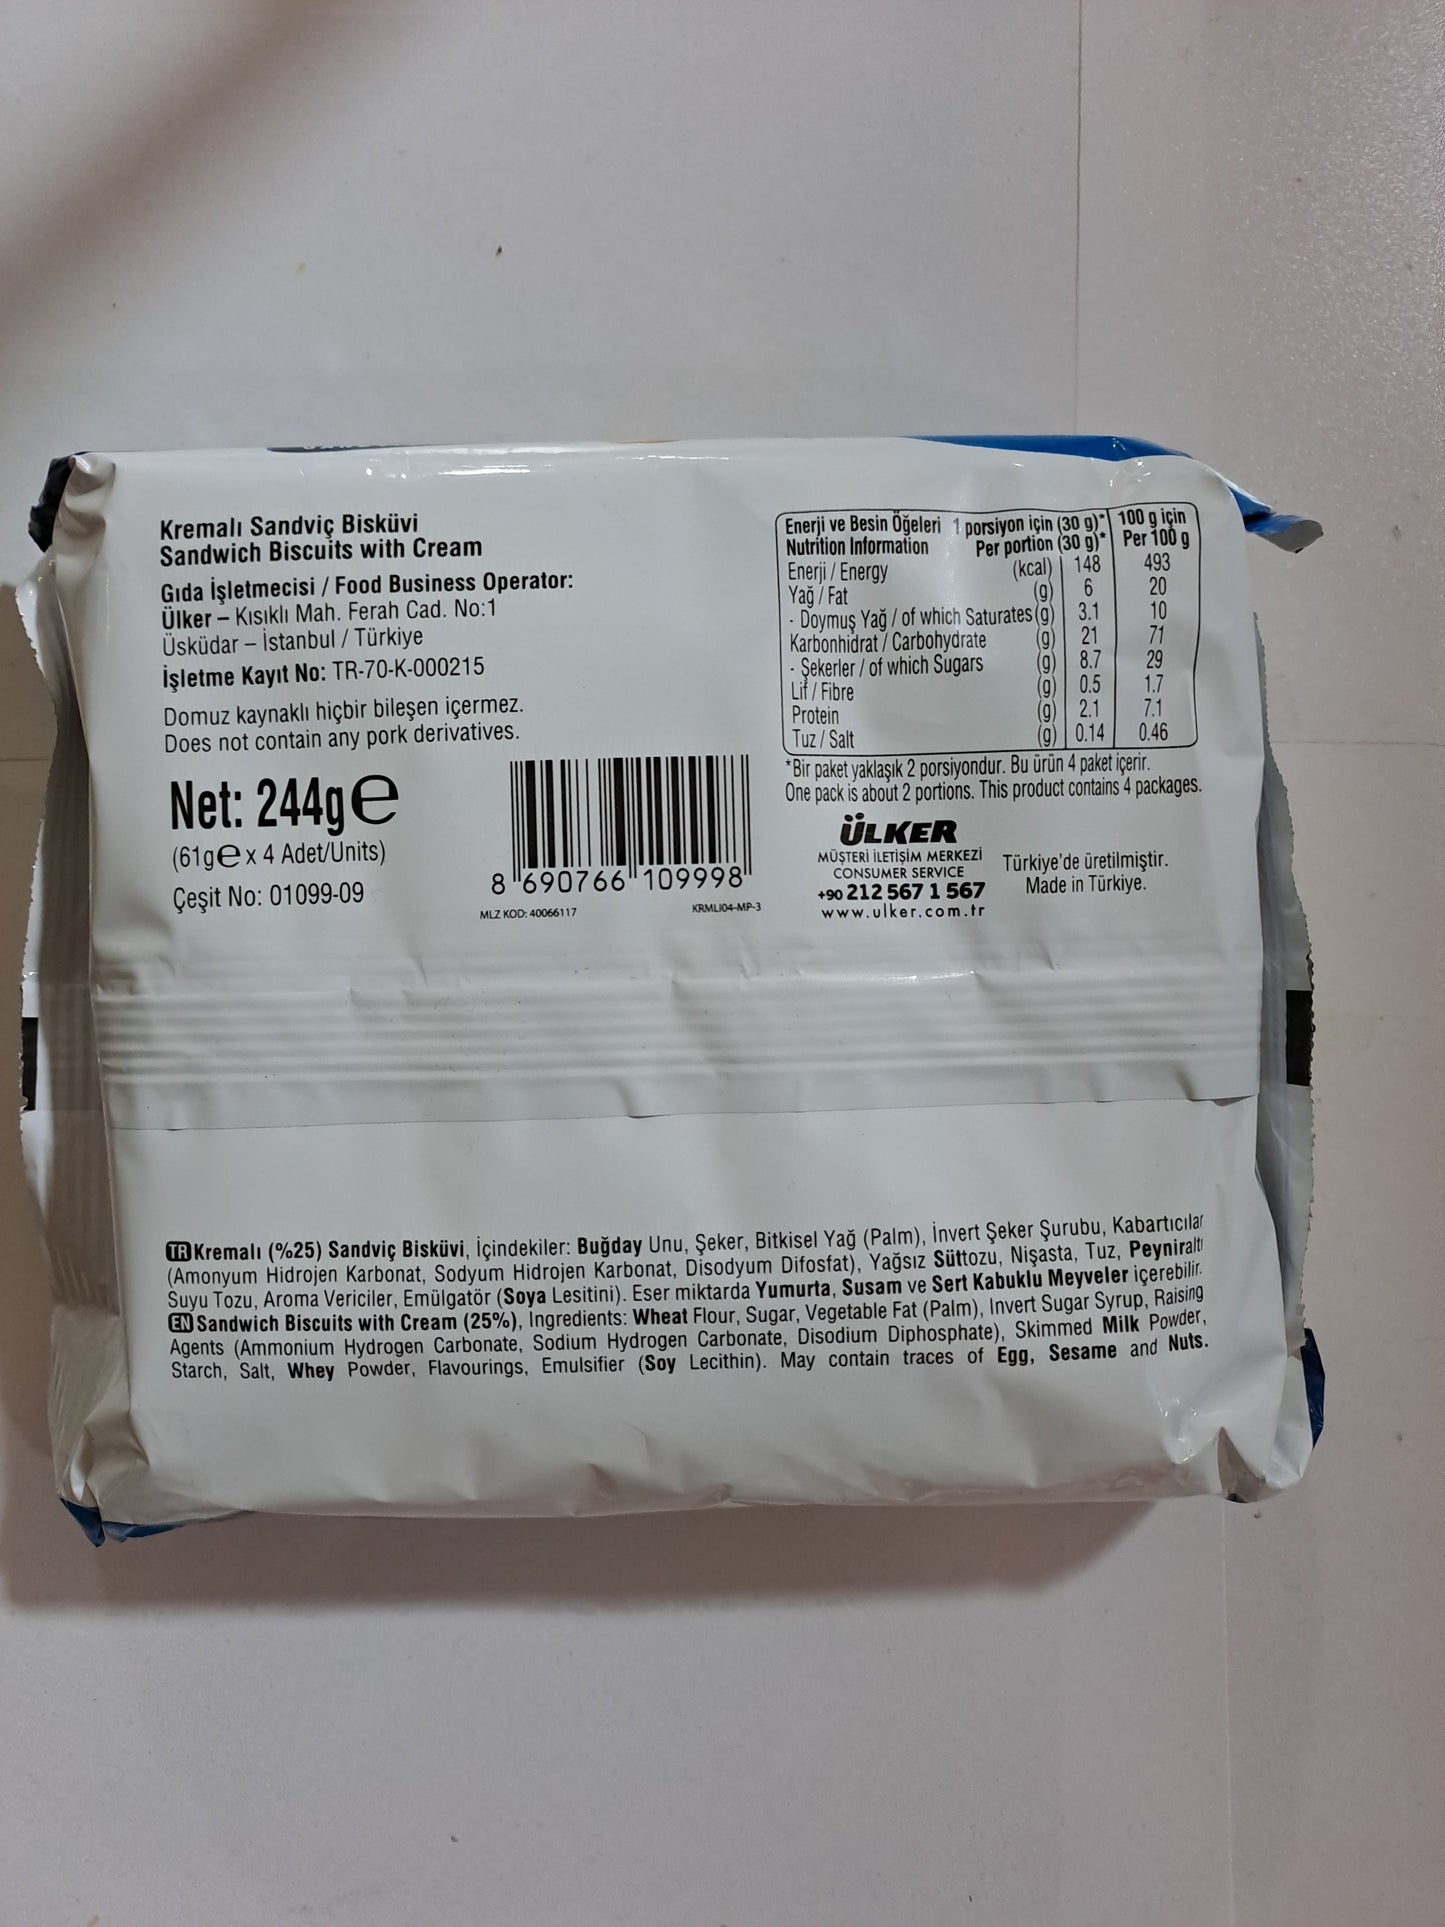 Kremalı Sandviç Bisküvi
Sandwich Biscuits with Cream
Gıda İşletmecisi / Food Business Operator:
Ülker – Kısıklı Mah. Ferah Cad. No:1
Üsküdar – İstanbul / Türkiye
İşletme Kayıt No: TR-70-K-000215
Domuz kaynaklı hiçbir bileşen içermez.
Does not contain any pork derivatives.
Net: 244g℮
(61g℮ x 4 Adet/Units)
Çeşit No: 01099-09
8 690766 109998
MLZ KOD: 40066117
KRMLI04-MP-3
Enerji ve Besin Öğeleri 1 porsiyon için (30 g)* 100 g için
Nutrition Information Per portion (30 g)* Per 100 g
Enerji / Energy (kcal) 148 493
Yağ / Fat (g) 6 20
- Doymuş Yağ / of which Saturates (g) 3.1 10
Karbonhidrat / Carbohydrate (g) 21 71
- Şekerler / of which Sugars (g) 8.7 29
Lif / Fibre (g) 0.5 1.7
Protein (g) 2.1 7.1
Tuz / Salt (g) 0.14 0.46
*Bir paket yaklaşık 2 porsiyondur. Bu ürün 4 paket içerir.
One pack is about 2 portions. This product contains 4 packages.
ÜLKER
MÜŞTERİ İLETİŞİM MERKEZİ
CONSUMER SERVICE
+90 212 567 1 567
www.ulker.com.tr
Türkiye'de üretilmiştir.
Made in Türkiye.
TR Kremalı (%25) Sandviç Bisküvi, İçindekiler: Buğday Unu, Şeker, Bitkisel Yağ (Palm), İnvert Şeker Şurubu, Kabartıcılar
(Amonyum Hidrojen Karbonat, Sodyum Hidrojen Karbonat, Disodyum Difosfat), Yağsız Süttozu, Nişasta, Tuz, Peyniraltı
Suyu Tozu, Aroma Vericiler, Emülgatör (Soya Lesitini). Eser miktarda Yumurta, Susam ve Sert Kabuklu Meyveler içerebilir.
EN Sandwich Biscuits with Cream (25%), Ingredients: Wheat Flour, Sugar, Vegetable Fat (Palm), Invert Sugar Syrup, Raising
Agents (Ammonium Hydrogen Carbonate, Sodium Hydrogen Carbonate, Disodium Diphosphate), Skimmed Milk Powder,
Starch, Salt, Whey Powder, Flavourings, Emulsifier (Soy Lecithin). May contain traces of Egg, Sesame and Nuts.